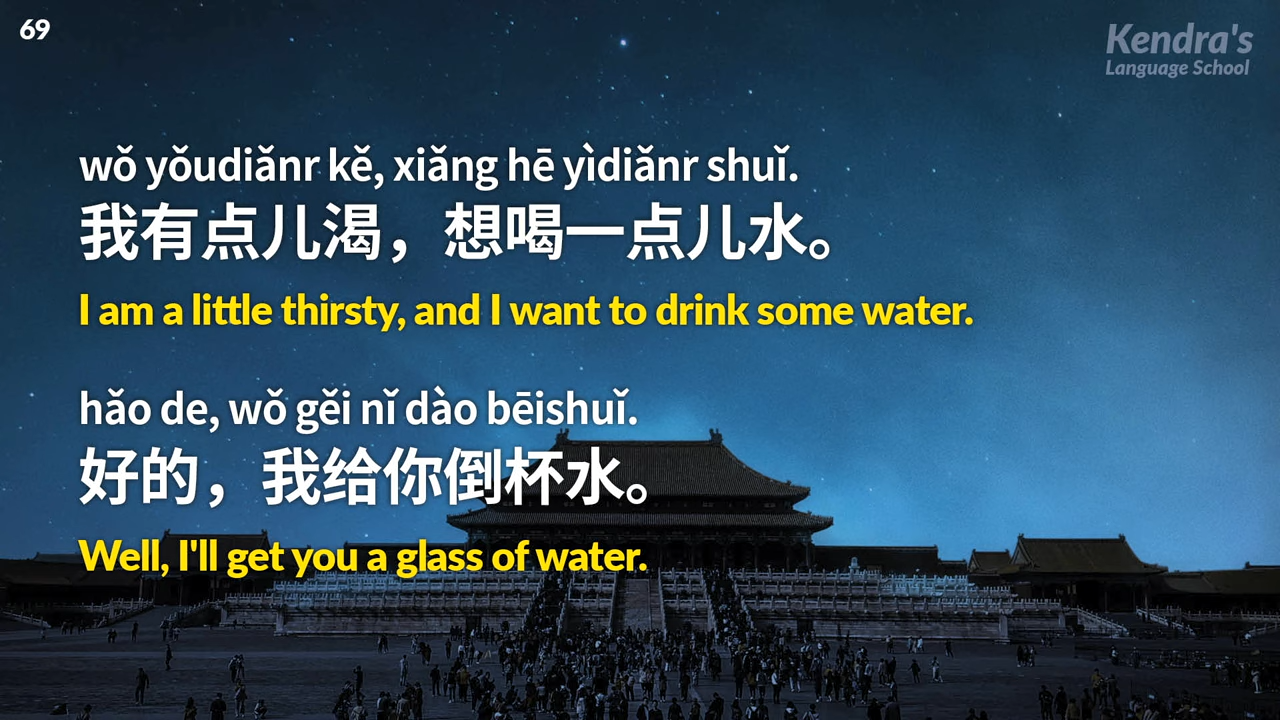 69
Kendra's
Language School
wǒ yǒudiǎnr kě, xiǎng hē yìdiǎnr shuǐ.
我有点儿渴，想喝一点儿水。
I am a little thirsty, and I want to drink some water.
hǎo de, wǒ gěi nǐ dào bēishuǐ.
好的，我给你倒杯水。
Well, I'll get you a glass of water.